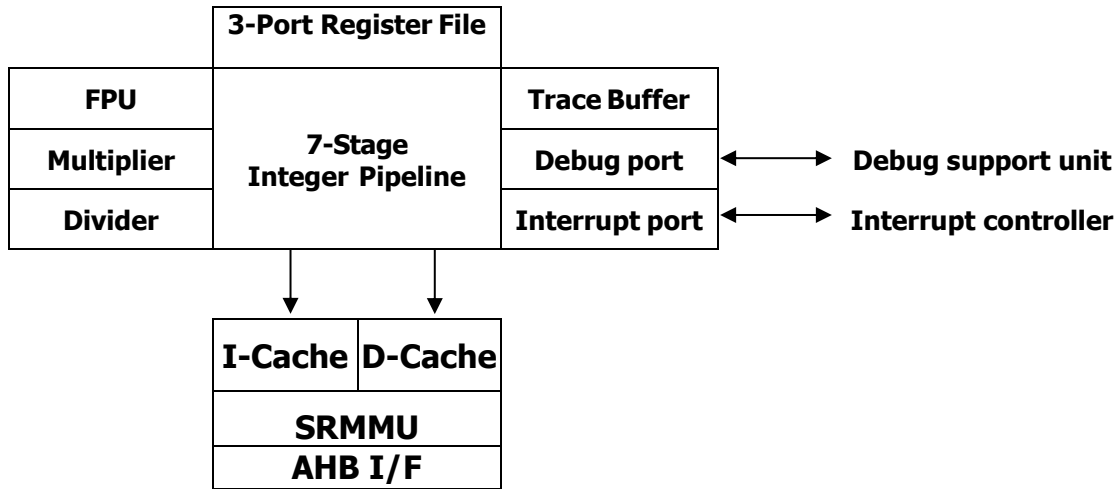 3-Port Register File
FPU
Multiplier
Divider
7-Stage
Integer Pipeline
Trace Buffer
Debug port
Interrupt port
Debug support unit
Interrupt controller
I-Cache
D-Cache
SRMMU
AHB I/F